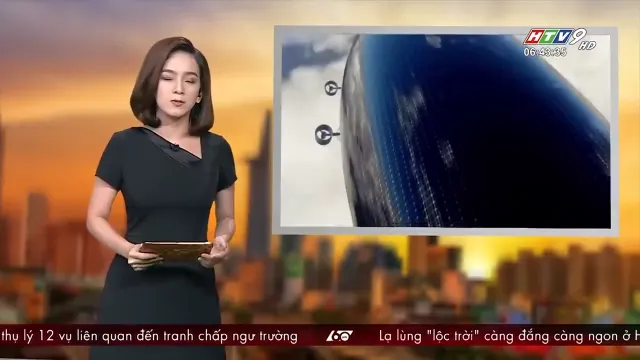 HTV9 HD
06:43:35
thụ lý 12 vụ liên quan đến tranh chấp ngư trường
60
Lạ lùng "lộc trời" càng đắng càng ngon ở H